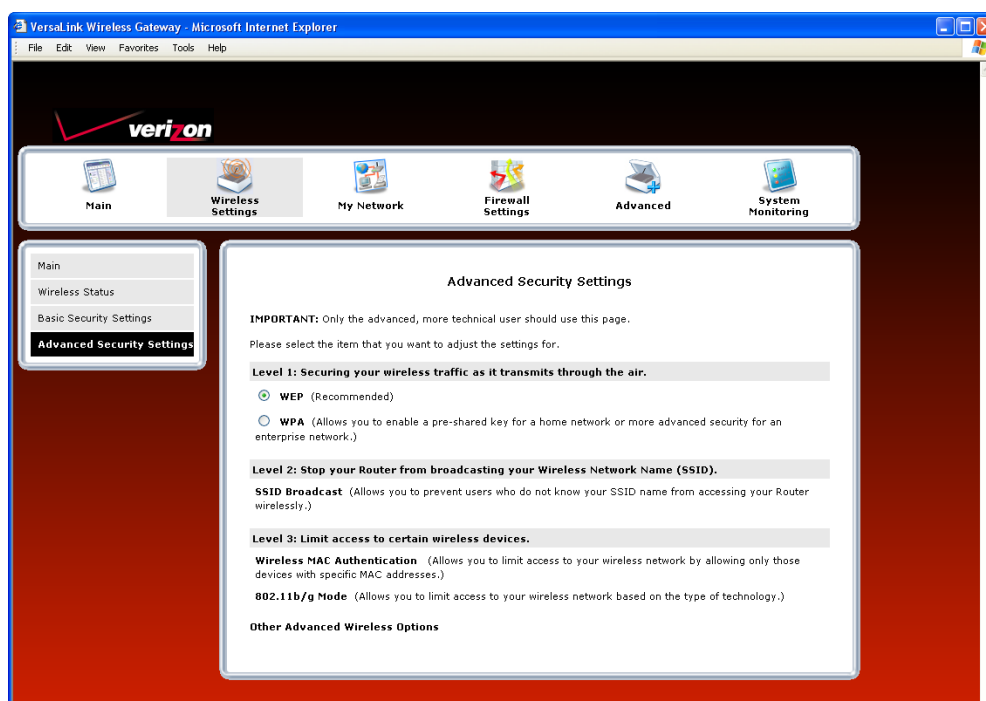 VersaLink Wireless Gateway - Microsoft Internet Explorer
File Edit View Favorites Tools Help
verizon
Main
Wireless
Settings
My Network
Firewall
Settings
Advanced
System
Monitoring
Main
Wireless Status
Basic Security Settings
Advanced Security Settings
Advanced Security Settings
IMPORTANT: Only the advanced, more technical user should use this page.
Please select the item that you want to adjust the settings for.
Level 1: Securing your wireless traffic as it transmits through the air.
WEP (Recommended)
WPA (Allows you to enable a pre-shared key for a home network or more advanced security for an
enterprise network.)
Level 2: Stop your Router from broadcasting your Wireless Network Name (SSID).
SSID Broadcast (Allows you to prevent users who do not know your SSID name from accessing your Router
wirelessly.)
Level 3: Limit access to certain wireless devices.
Wireless MAC Authentication (Allows you to limit access to your wireless network by allowing only those
devices with specific MAC addresses.)
802.11b/g Mode (Allows you to limit access to your wireless network based on the type of technology.)
Other Advanced Wireless Options